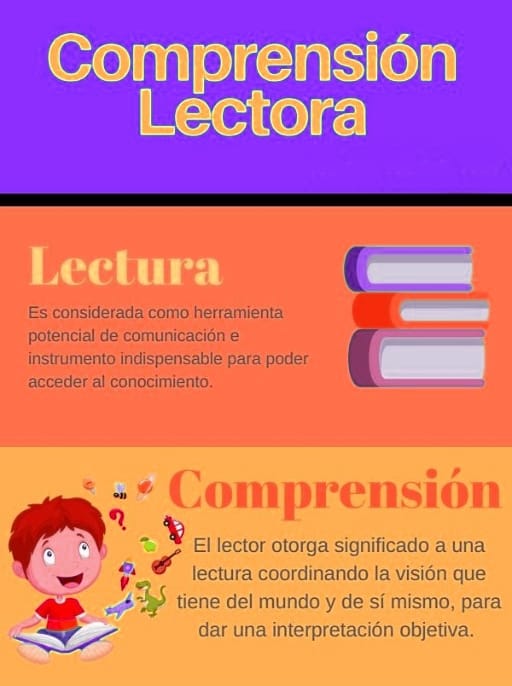 Comprensión
Lectora
Lectura
Es considerada como herramienta
potencial de comunicación e
instrumento indispensable para poder
acceder al conocimiento.
Comprensión
?
El lector otorga significado a una
lectura coordinando la visión que
tiene del mundo y de sí mismo, para
dar una interpretación objetiva.